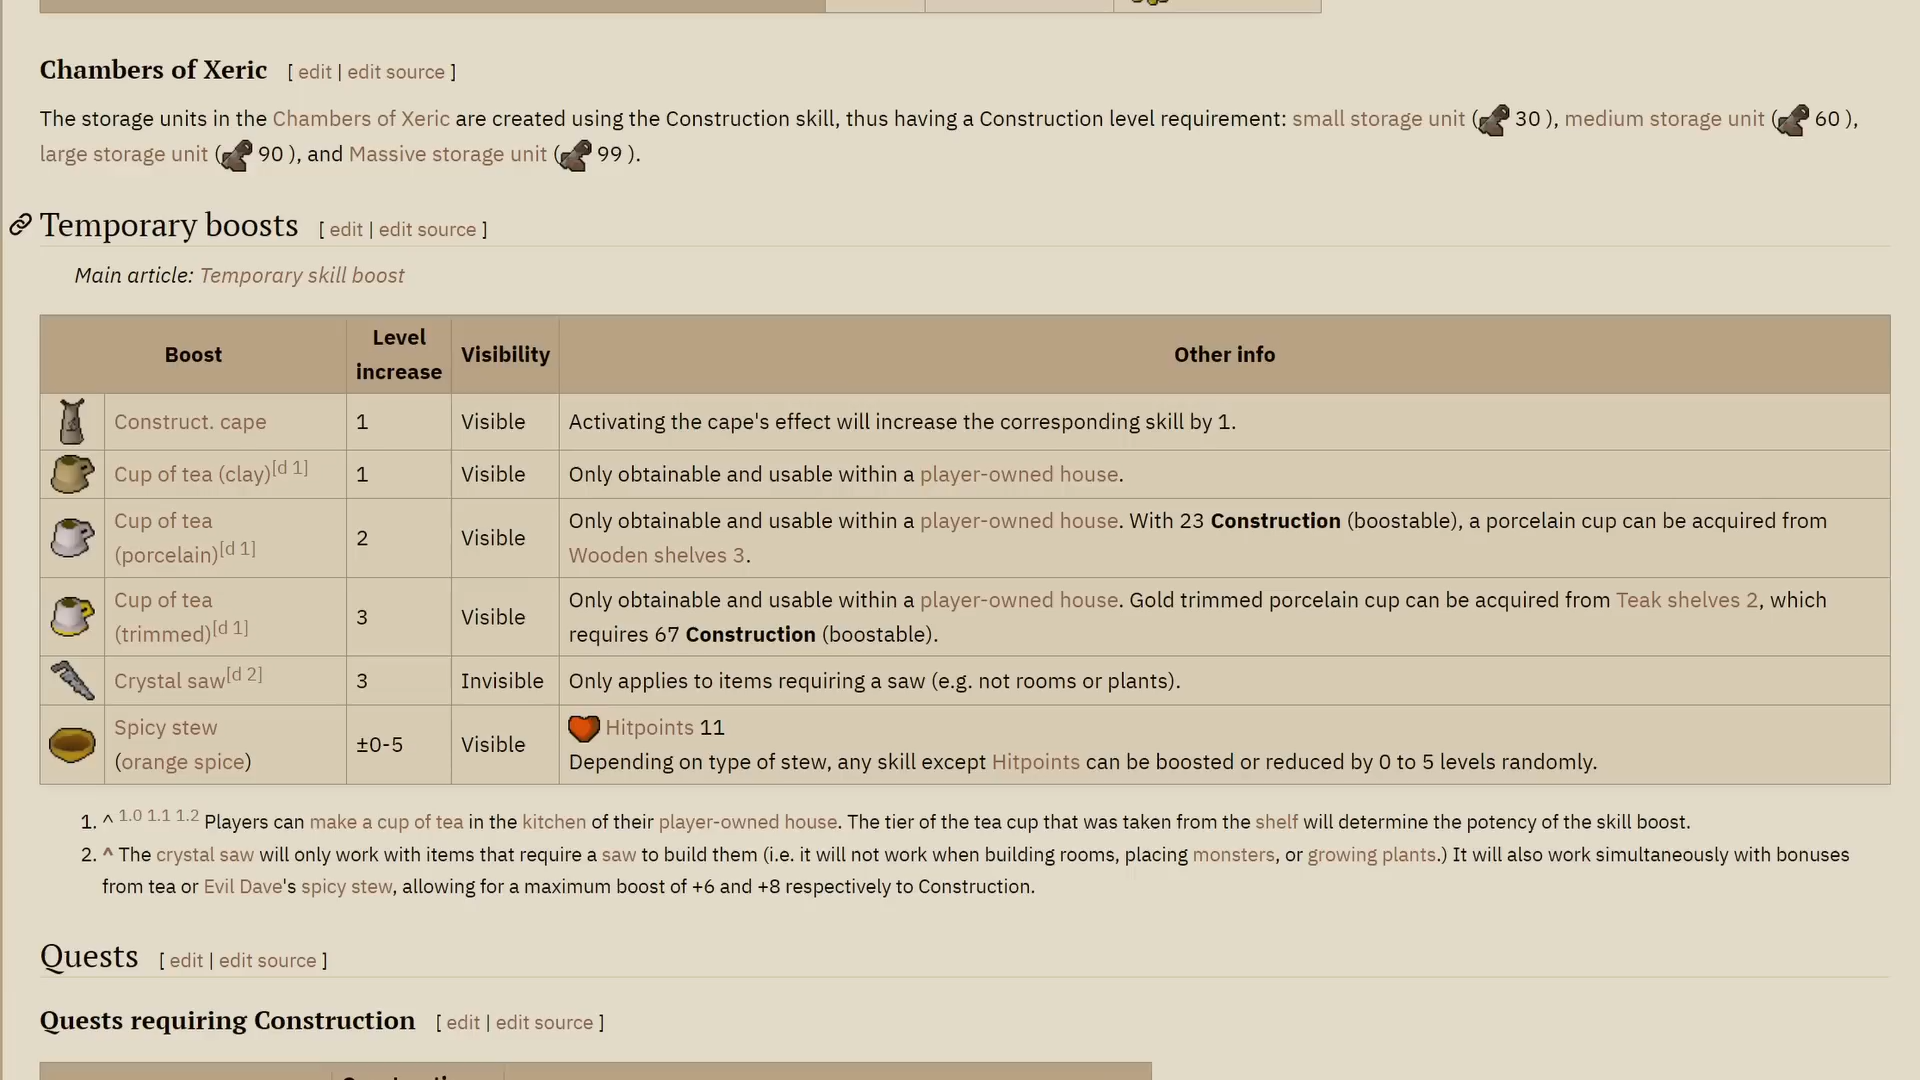 Chambers of Xeric [ edit | edit source ]
The storage units in the Chambers of Xeric are created using the Construction skill, thus having a Construction level requirement: small storage unit ( 30 ), medium storage unit ( 60 ),
large storage unit ( 90 ), and Massive storage unit ( 99 ).
Temporary boosts [ edit | edit source ]
Main article: Temporary skill boost
Boost Level increase Visibility Other info
Construct. cape 1 Visible Activating the cape's effect will increase the corresponding skill by 1.
Cup of tea (clay)[d 1] 1 Visible Only obtainable and usable within a player-owned house.
Cup of tea (porcelain)[d 1] 2 Visible Only obtainable and usable within a player-owned house. With 23 Construction (boostable), a porcelain cup can be acquired from
Wooden shelves 3.
Cup of tea (trimmed)[d 1] 3 Visible Only obtainable and usable within a player-owned house. Gold trimmed porcelain cup can be acquired from Teak shelves 2, which
requires 67 Construction (boostable).
Crystal saw[d 2] 3 Invisible Only applies to items requiring a saw (e.g. not rooms or plants).
Spicy stew (orange spice) ±0-5 Visible Hitpoints 11
Depending on type of stew, any skill except Hitpoints can be boosted or reduced by 0 to 5 levels randomly.
1. ^ 1.0 1.1 1.2 Players can make a cup of tea in the kitchen of their player-owned house. The tier of the tea cup that was taken from the shelf will determine the potency of the skill boost.
2. ^ The crystal saw will only work with items that require a saw to build them (i.e. it will not work when building rooms, placing monsters, or growing plants.) It will also work simultaneously with bonuses
from tea or Evil Dave's spicy stew, allowing for a maximum boost of +6 and +8 respectively to Construction.
Quests [ edit | edit source ]
Quests requiring Construction [ edit | edit source ]